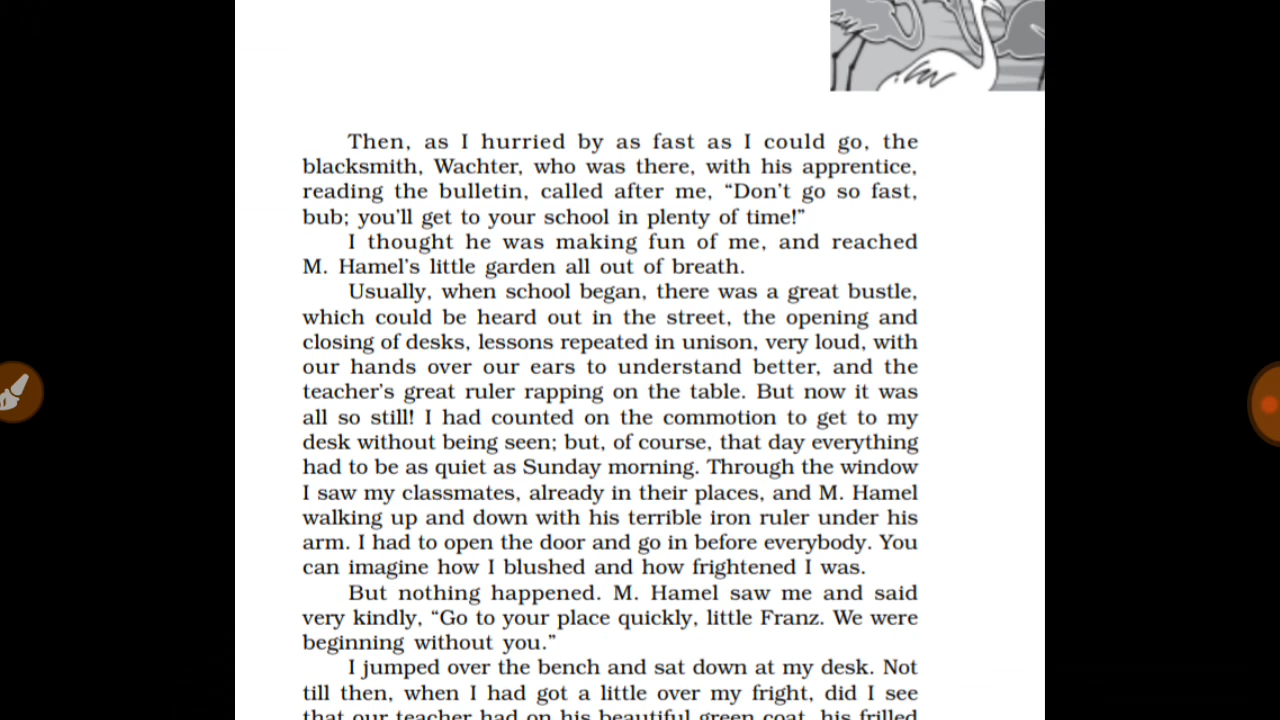 Then, as I hurried by as fast as I could go, the
blacksmith, Wachter, who was there, with his apprentice,
reading the bulletin, called after me, “Don't go so fast,
bub; you'll get to your school in plenty of time!”
I thought he was making fun of me, and reached
M. Hamel's little garden all out of breath.
Usually, when school began, there was a great bustle,
which could be heard out in the street, the opening and
closing of desks, lessons repeated in unison, very loud, with
our hands over our ears to understand better, and the
teacher's great ruler rapping on the table. But now it was
all so still! I had counted on the commotion to get to my
desk without being seen; but, of course, that day everything
had to be as quiet as Sunday morning. Through the window
I saw my classmates, already in their places, and M. Hamel
walking up and down with his terrible iron ruler under his
arm. I had to open the door and go in before everybody. You
can imagine how I blushed and how frightened I was.
But nothing happened. M. Hamel saw me and said
very kindly, “Go to your place quickly, little Franz. We were
beginning without you.”
I jumped over the bench and sat down at my desk. Not
till then, when I had got a little over my fright, did I see
that our teacher had on his beautiful green coat, his frilled